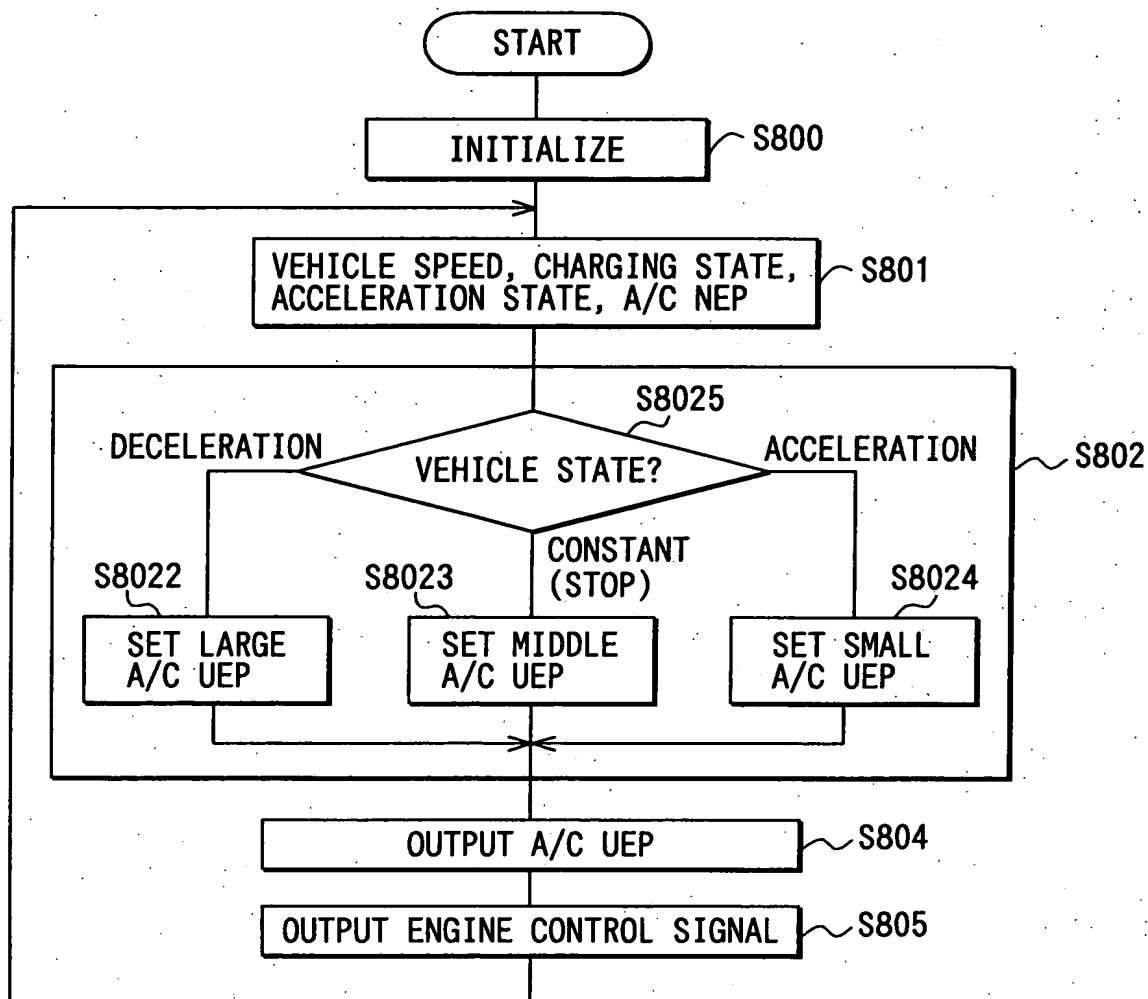 START
INITIALIZE
S800
VEHICLE SPEED, CHARGING STATE,
ACCELERATION STATE, A/C NEP
S801
S8025
DECELERATION
VEHICLE STATE?
ACCELERATION
S802
CONSTANT
(STOP)
S8022
S8023
S8024
SET LARGE
A/C UEP
SET MIDDLE
A/C UEP
SET SMALL
A/C UEP
OUTPUT A/C UEP
S804
OUTPUT ENGINE CONTROL SIGNAL
S805